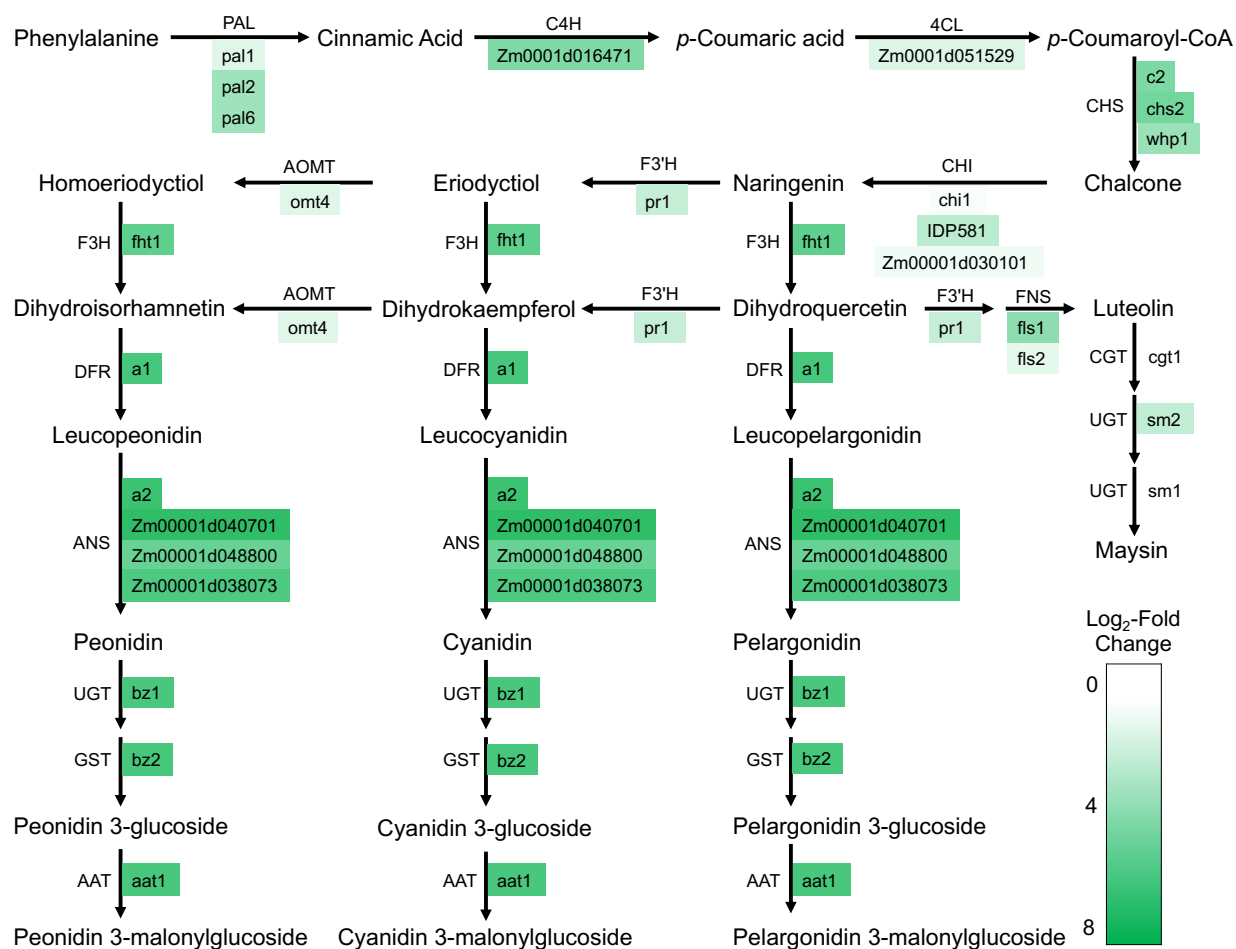 PAL
C4H
4CL
Phenylalanine
Cinnamic Acid
p-Coumaric acid
p-Coumaroyl-CoA
pal1
Zm0001d016471
Zm0001d051529
pal2
pal6
CHS
c2
chs2
whp1
AOMT
F3'H
CHI
Homoeriodyctiol
Eriodyctiol
Naringenin
Chalcone
omt4
pr1
chi1
IDP581
Zm00001d030101
F3H
fht1
F3H
fht1
F3H
fht1
AOMT
F3'H
F3'H
FNS
Dihydroisorhamnetin
Dihydrokaempferol
Dihydroquercetin
Luteolin
omt4
pr1
pr1
fls1
fls2
DFR
a1
DFR
a1
DFR
a1
CGT
cgt1
Leucopeonidin
Leucocyanidin
Leucopelargonidin
UGT
sm2
ANS
a2
Zm00001d040701
Zm00001d048800
Zm00001d038073
ANS
a2
Zm00001d040701
Zm00001d048800
Zm00001d038073
ANS
a2
Zm00001d040701
Zm00001d048800
Zm00001d038073
UGT
sm1
Maysin
Peonidin
Cyanidin
Pelargonidin
Log2-Fold
Change
0
4
8
UGT
bz1
UGT
bz1
UGT
bz1
GST
bz2
GST
bz2
GST
bz2
Peonidin 3-glucoside
Cyanidin 3-glucoside
Pelargonidin 3-glucoside
AAT
aat1
AAT
aat1
AAT
aat1
Peonidin 3-malonylglucoside
Cyanidin 3-malonylglucoside
Pelargonidin 3-malonylglucoside